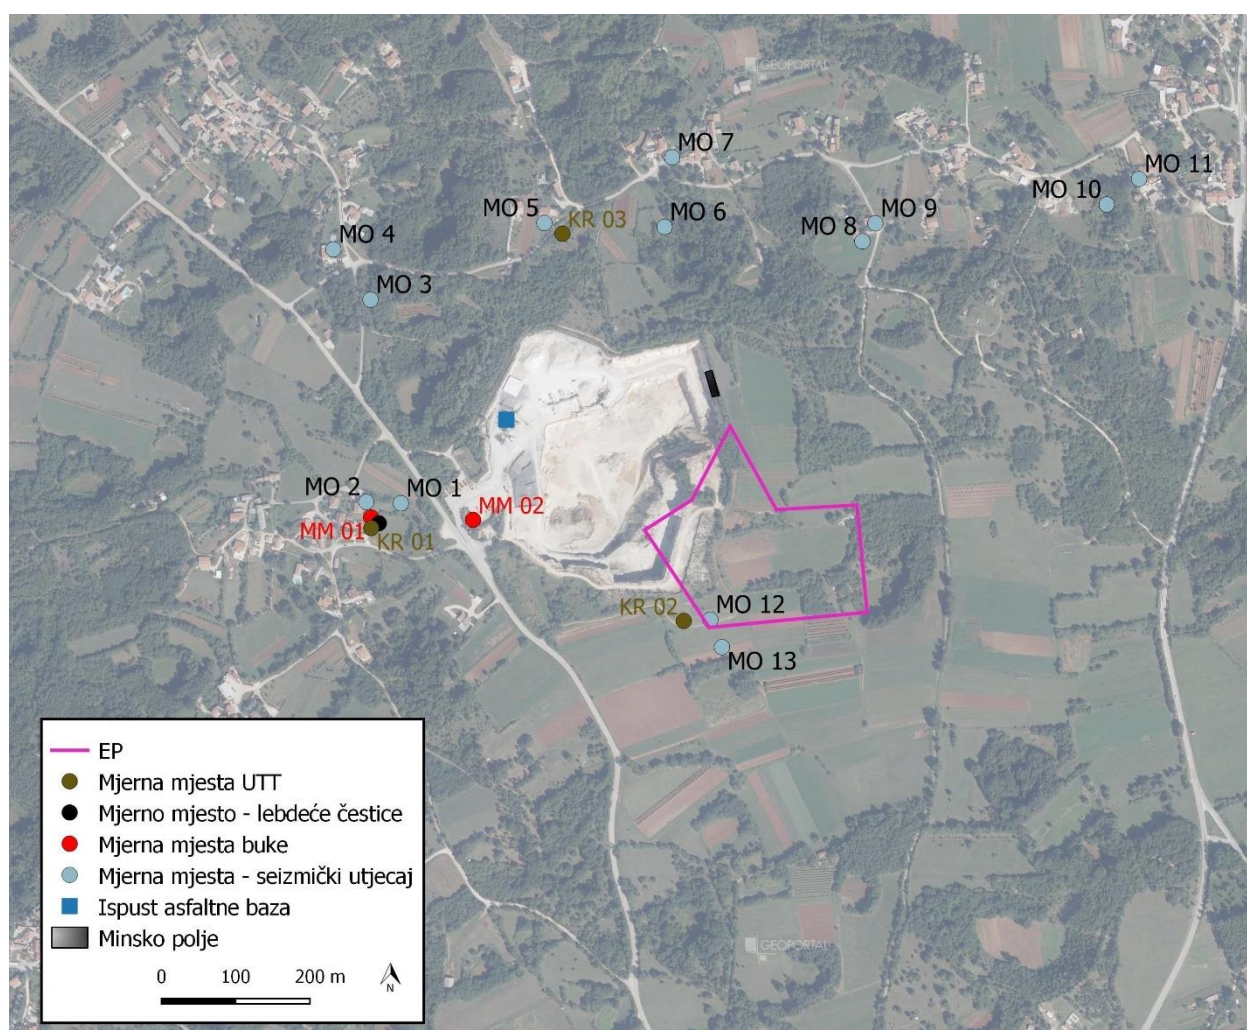 GEOPORTAL
MO 7
MO 11
MO 10
MO 5
KR 03
MO 6
MO 9
MO 8
MO 4
MO 3
MO 2
MO 1
MM 02
MM 01
KR 01
KR 02
MO 12
MO 13
EP
Mjerna mjesta UTT
Mjerno mjesto - lebdeće čestice
Mjerna mjesta buke
Mjerna mjesta - seizmički utjecaj
Ispust asfaltne baza
Minsko polje
GEOPORTAL
0 100 200 m
N